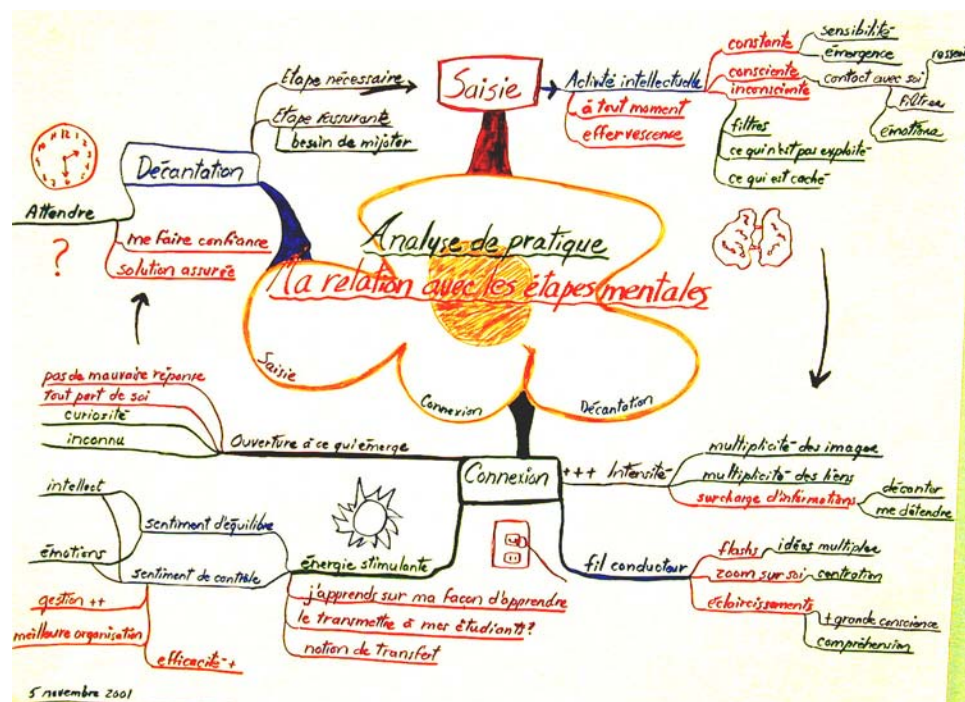 Analyse de pratique
Ma relation avec les étapes mentales
Saisie
Connexion
Décantation
Saisie
Activité intellectuelle
à tout moment
effervescence
constante
sensibilité
émergence
consciente
contact avec soi
filtree
émotions
inconsciente
filtres
ce qui n'est pas exploité
ce qui est caché
Connexion
+++ Intensité
multiplicité des images
multiplicité des liens
surcharge d'informations
décanter
me détendre
fil conducteur
flashs
idées multiples
zoom sur soi
centration
éclaircissements
+ grande conscience
compréhension
énergie stimulante
j'apprends sur ma façon d'apprendre
le transmettre à mes étudiants?
notion de transfert
sentiment d'équilibre
sentiment de contrôle
intellect
émotions
gestion ++
meilleure organisation
efficacité +
Ouverture à ce qui émerge
pas de mauvaise réponse
tout part de soi
curiosité
inconnu
Décantation
Etape nécessaire
Etape rassurante
besoin de mijoter
Attendre
?
me faire confiance
solution assurée
12
5 novembre 2001